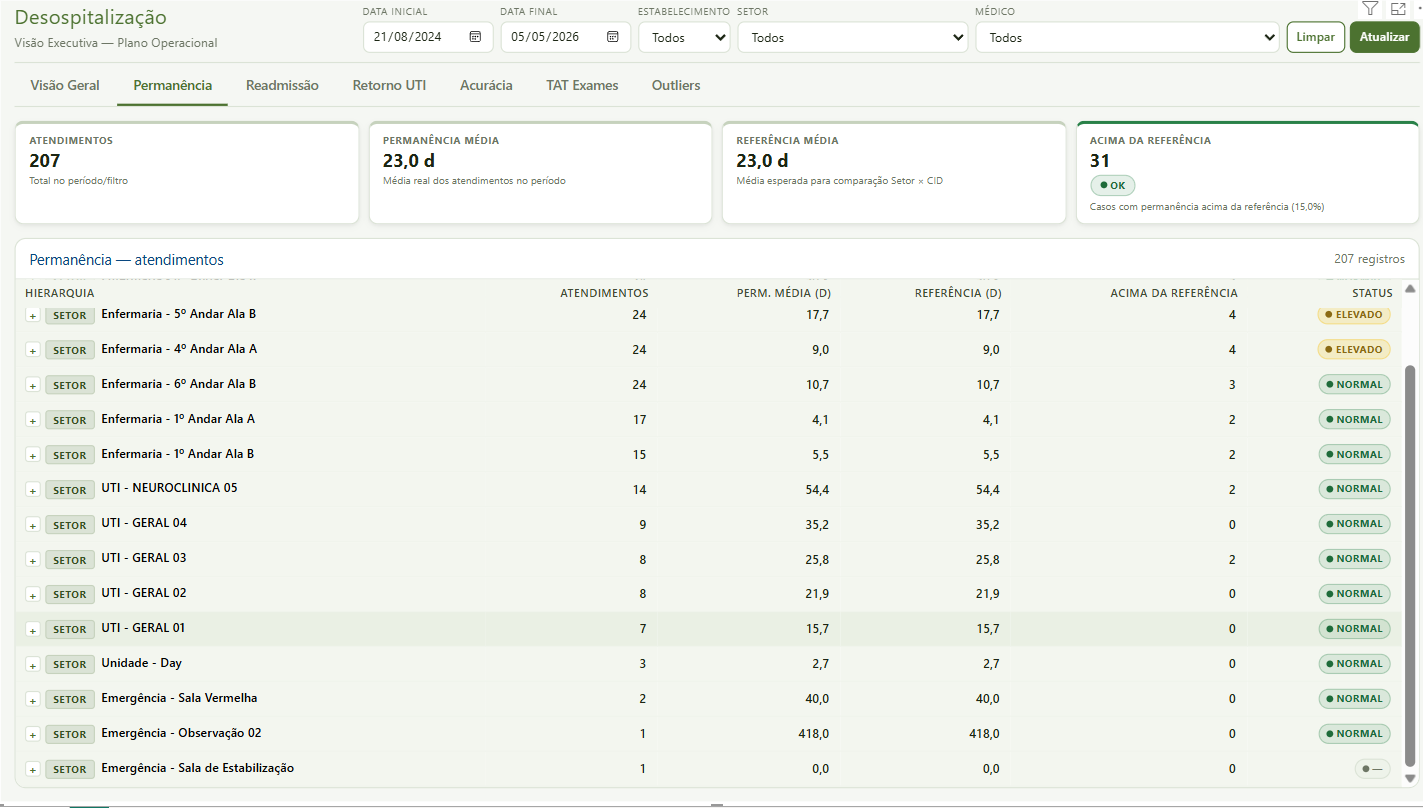 Desospitalização
Visão Executiva — Plano Operacional
DATA INICIAL DATA FINAL ESTABELECIMENTO SETOR MÉDICO
21/08/2024 05/05/2026 Todos Todos Todos Limpar Atualizar
Visão Geral Permanência Readmissão Retorno UTI Acurácia TAT Exames Outliers
ATENDIMENTOS
207
Total no período/filtro
PERMANÊNCIA MÉDIA
23,0 d
Média real dos atendimentos no período
REFERÊNCIA MÉDIA
23,0 d
Média esperada para comparação Setor × CID
ACIMA DA REFERÊNCIA
31
OK
Casos com permanência acima da referência (15,0%)
Permanência — atendimentos 207 registros
HIERARQUIA ATENDIMENTOS PERM. MÉDIA (D) REFERÊNCIA (D) ACIMA DA REFERÊNCIA STATUS
+ SETOR Enfermaria - 5º Andar Ala B 24 17,7 17,7 4 ELEVADO
+ SETOR Enfermaria - 4º Andar Ala A 24 9,0 9,0 4 ELEVADO
+ SETOR Enfermaria - 6º Andar Ala B 24 10,7 10,7 3 NORMAL
+ SETOR Enfermaria - 1º Andar Ala A 17 4,1 4,1 2 NORMAL
+ SETOR Enfermaria - 1º Andar Ala B 15 5,5 5,5 2 NORMAL
+ SETOR UTI - NEUROCLINICA 05 14 54,4 54,4 2 NORMAL
+ SETOR UTI - GERAL 04 9 35,2 35,2 0 NORMAL
+ SETOR UTI - GERAL 03 8 25,8 25,8 2 NORMAL
+ SETOR UTI - GERAL 02 8 21,9 21,9 0 NORMAL
+ SETOR UTI - GERAL 01 7 15,7 15,7 0 NORMAL
+ SETOR Unidade - Day 3 2,7 2,7 0 NORMAL
+ SETOR Emergência - Sala Vermelha 2 40,0 40,0 0 NORMAL
+ SETOR Emergência - Observação 02 1 418,0 418,0 0 NORMAL
+ SETOR Emergência - Sala de Estabilização 1 0,0 0,0 0 —